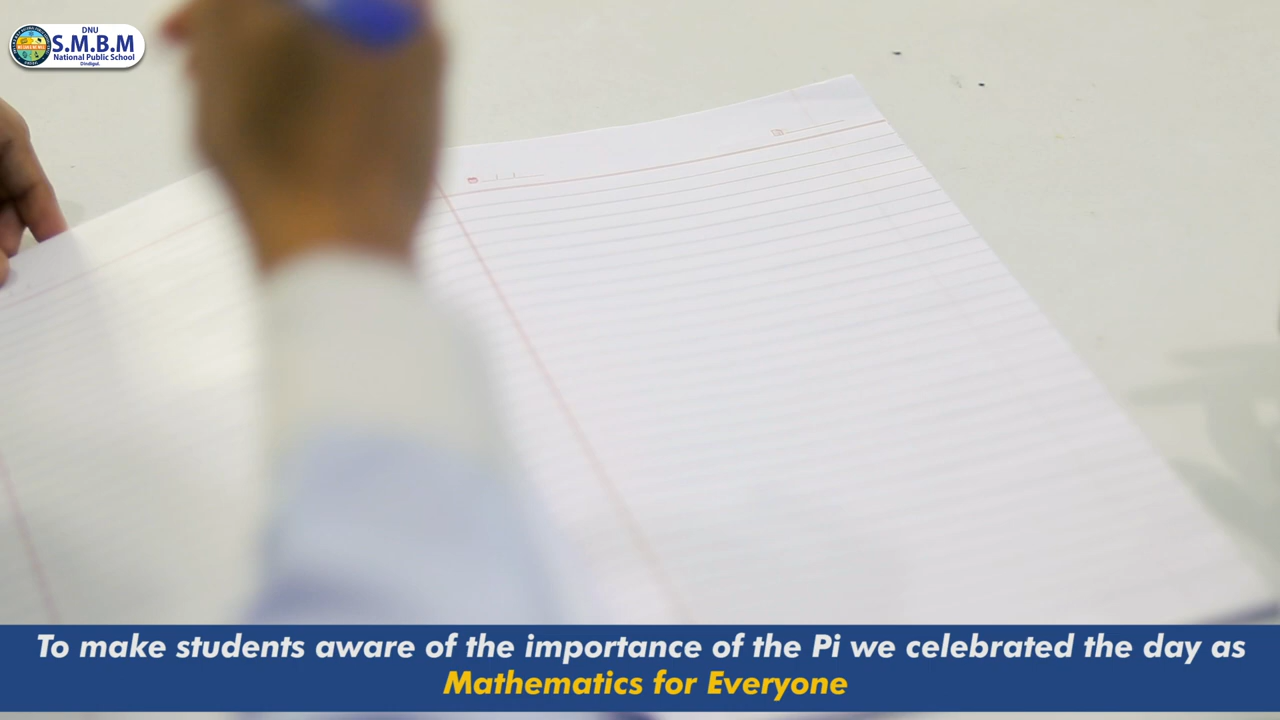 DNU
S.M.B.M
National Public School
Dindigul.
To make students aware of the importance of the Pi we celebrated the day as
Mathematics for Everyone